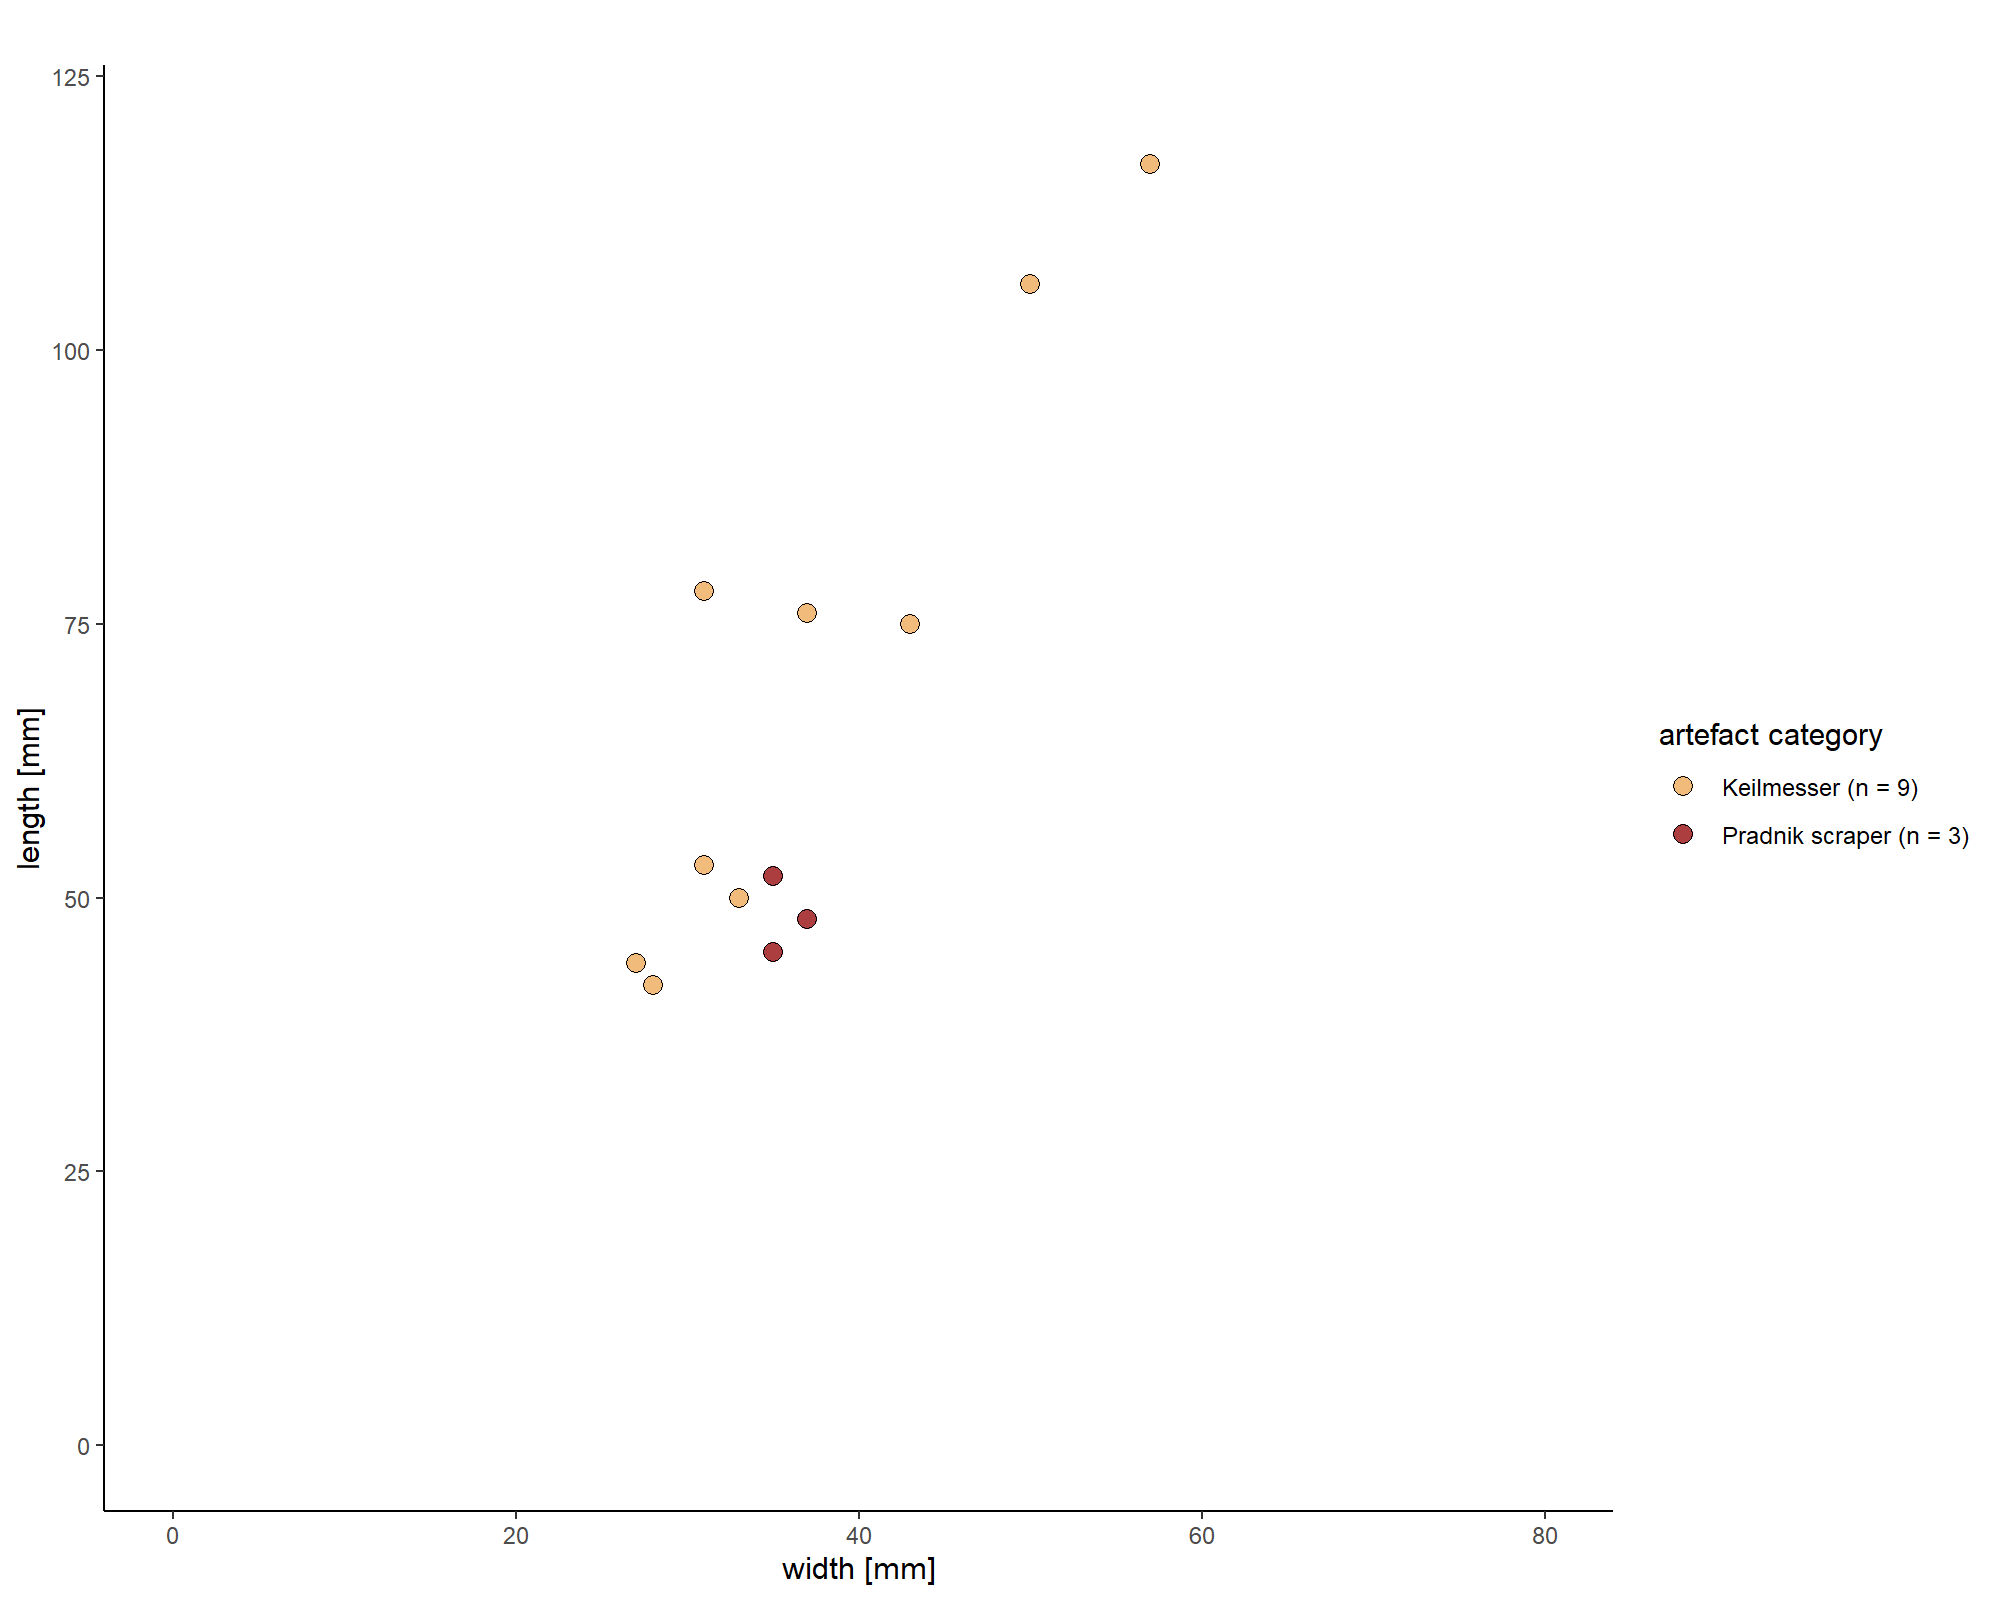 125
100
75
50
25
0
length [mm]
0 20 40 60 80
width [mm]
artefact category
Keilmesser (n = 9)
Pradnik scraper (n = 3)